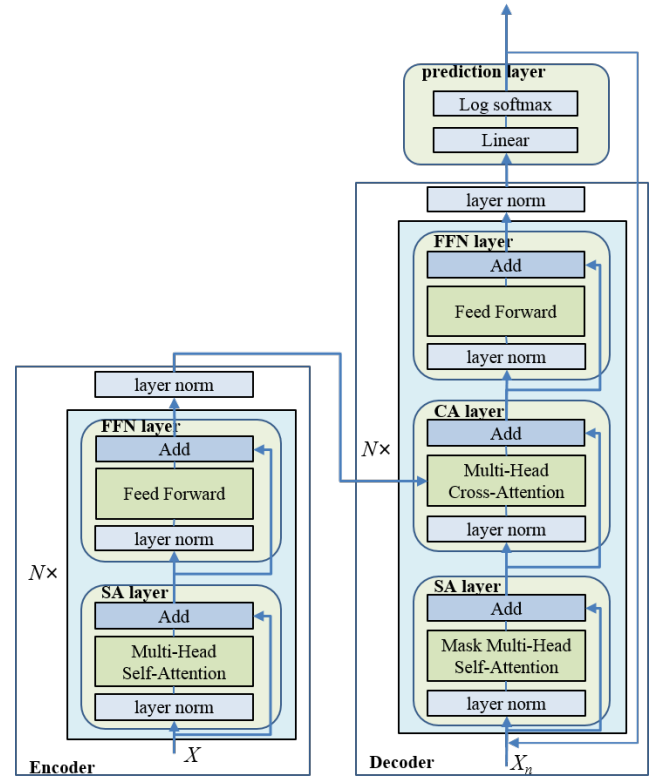 prediction layer
Log softmax
Linear
layer norm
FFN layer
Add
Feed Forward
layer norm
CA layer
Add
N×
Multi-Head
Cross-Attention
layer norm
SA layer
Add
Mask Multi-Head
Self-Attention
layer norm
X_n
Decoder
layer norm
FFN layer
Add
Feed Forward
layer norm
N×
SA layer
Add
Multi-Head
Self-Attention
layer norm
X
Encoder